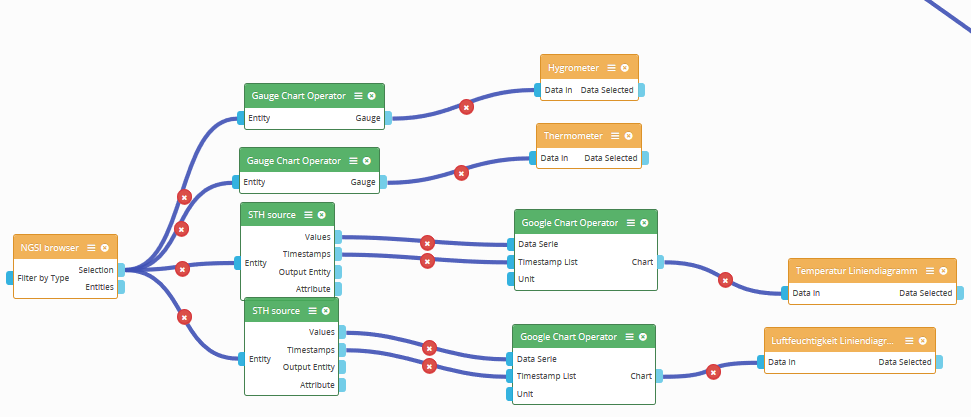 Hygrometer
Data In Data Selected
Gauge Chart Operator
Entity Gauge
Thermometer
Data In Data Selected
Gauge Chart Operator
Entity Gauge
STH source
Values
Timestamps
Entity
Output Entity
Attribute
Google Chart Operator
Data Serie
Timestamp List Chart
Unit
NGSI browser
Selection
Filter by Type
Entities
Temperatur Liniendiagramm
Data In Data Selected
STH source
Values
Timestamps
Entity
Output Entity
Attribute
Google Chart Operator
Data Serie
Timestamp List Chart
Unit
Luftfeuchtigkeit Liniendiagr...
Data In Data Selected